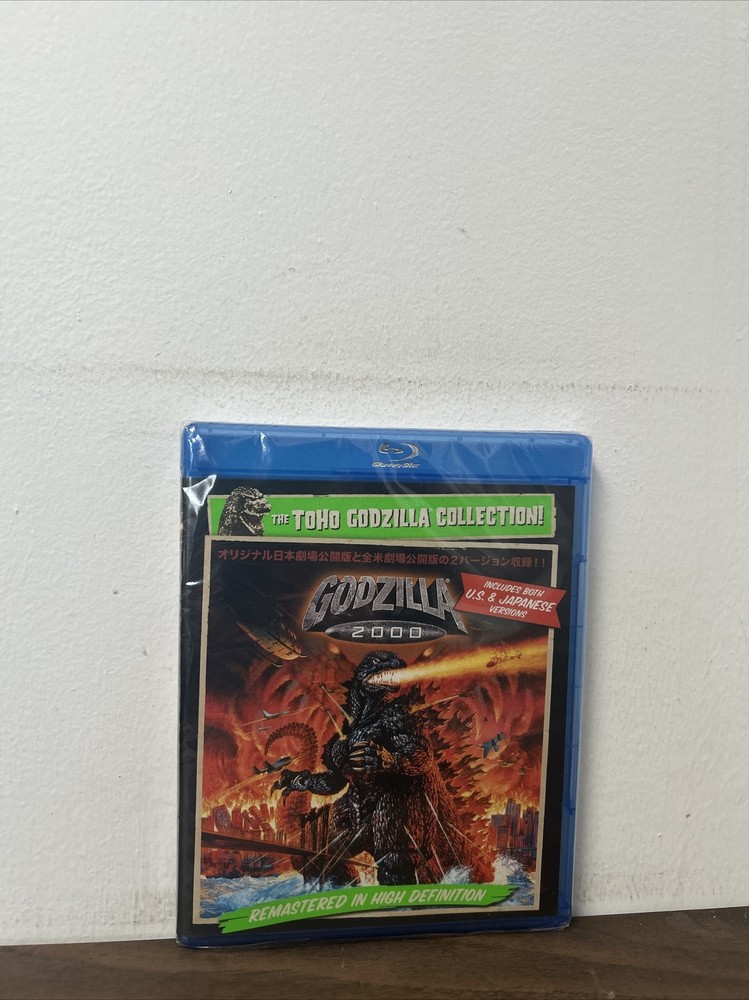 Blu-ray Disc
THE TOHO GODZILLA COLLECTION!
オリジナル日本劇場公開版と全米劇場公開版の2バージョン収録!!
GODZILLA
2000
INCLUDES BOTH
U.S. & JAPANESE
VERSIONS
REMASTERED IN HIGH DEFINITION